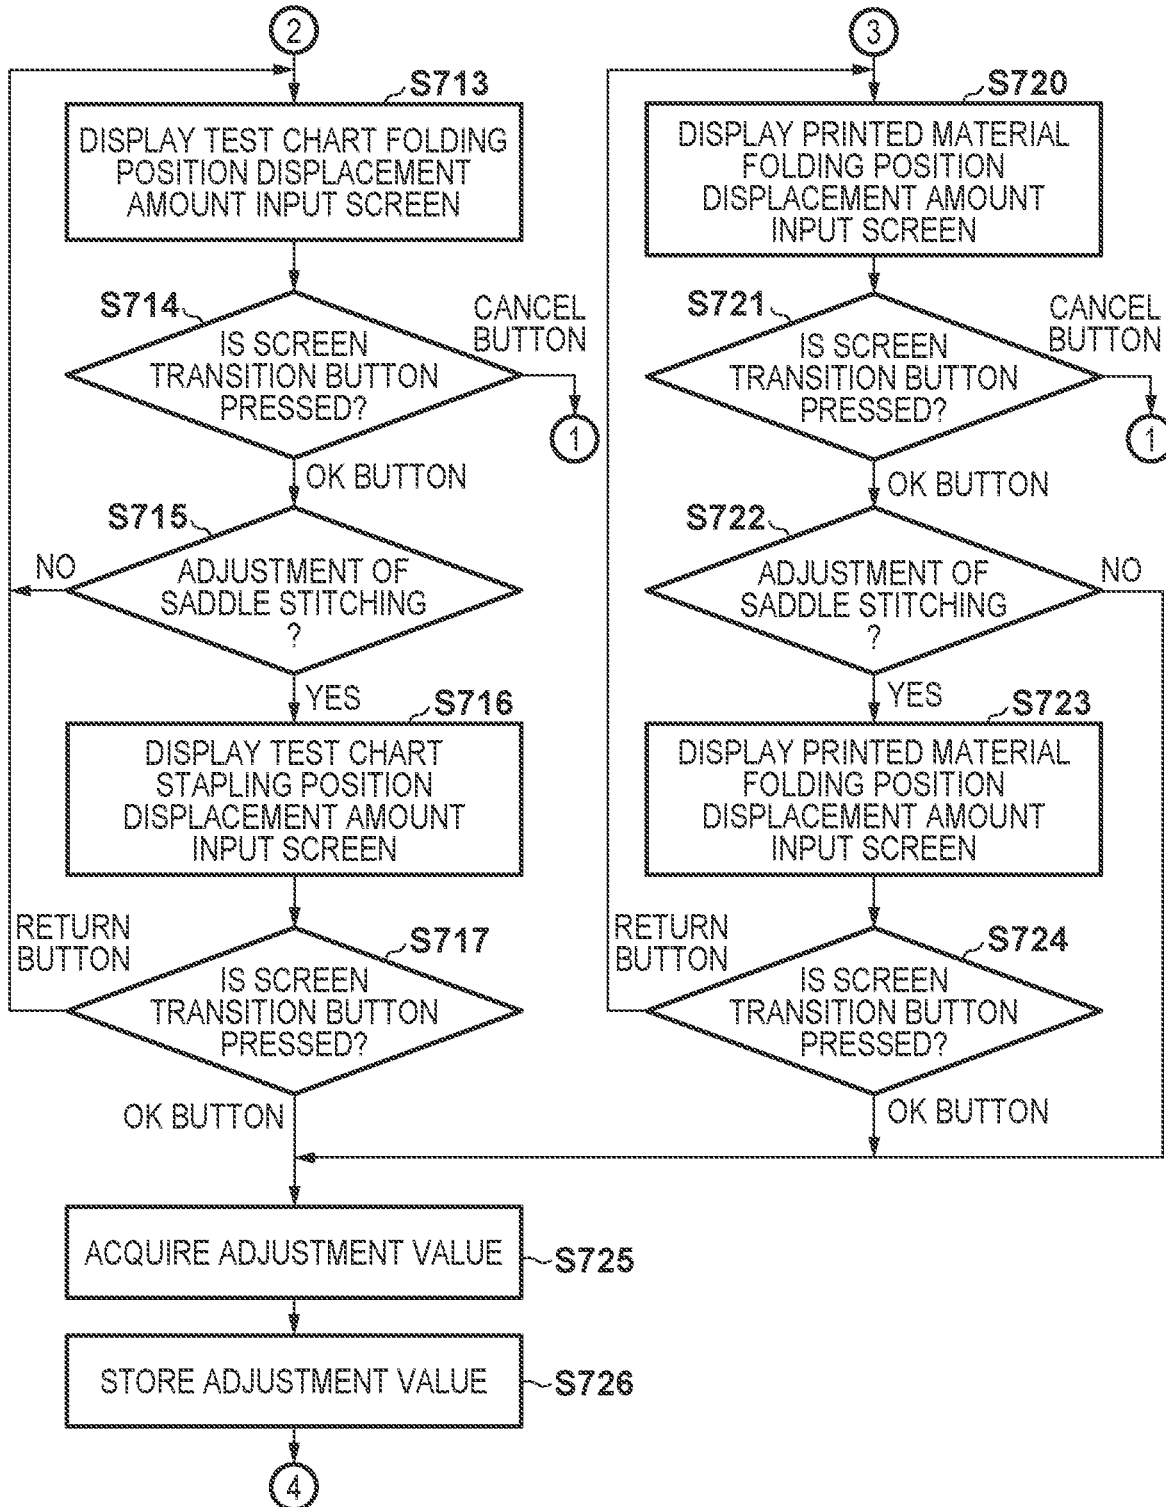 2
S713
DISPLAY TEST CHART FOLDING
POSITION DISPLACEMENT
AMOUNT INPUT SCREEN
S714
IS SCREEN
TRANSITION BUTTON
PRESSED?
CANCEL
BUTTON
1
OK BUTTON
S715
NO
ADJUSTMENT OF
SADDLE STITCHING
?
YES
S716
DISPLAY TEST CHART
STAPLING POSITION
DISPLACEMENT AMOUNT
INPUT SCREEN
RETURN
BUTTON
S717
IS SCREEN
TRANSITION BUTTON
PRESSED?
OK BUTTON
3
S720
DISPLAY PRINTED MATERIAL
FOLDING POSITION
DISPLACEMENT AMOUNT
INPUT SCREEN
S721
IS SCREEN
TRANSITION BUTTON
PRESSED?
CANCEL
BUTTON
1
OK BUTTON
S722
ADJUSTMENT OF
SADDLE STITCHING
?
NO
YES
S723
DISPLAY PRINTED MATERIAL
FOLDING POSITION
DISPLACEMENT AMOUNT
INPUT SCREEN
RETURN
BUTTON
S724
IS SCREEN
TRANSITION BUTTON
PRESSED?
OK BUTTON
ACQUIRE ADJUSTMENT VALUE
S725
STORE ADJUSTMENT VALUE
S726
4